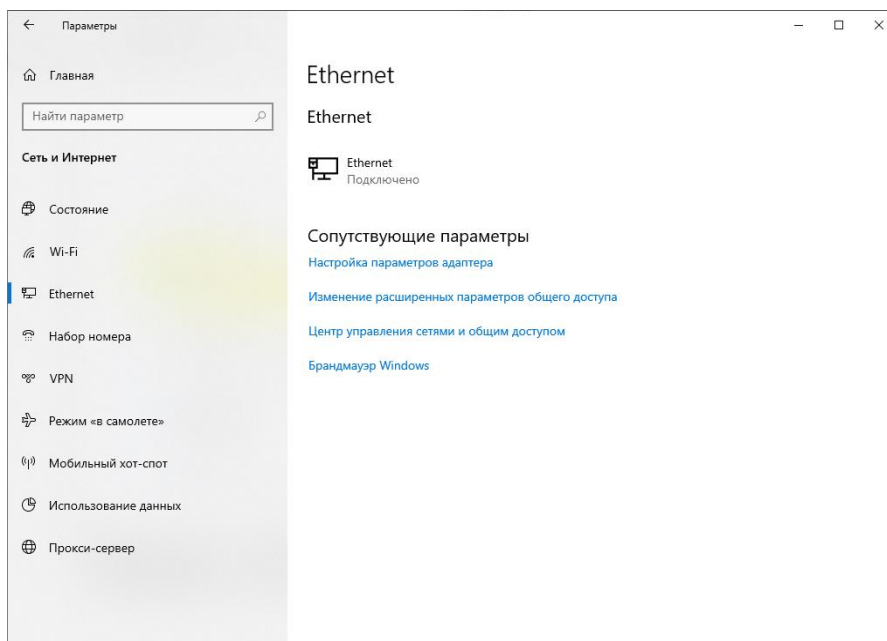 Параметры
Главная
Найти параметр
Сеть и Интернет
Состояние
Wi-Fi
Ethernet
Набор номера
VPN
Режим «в самолете»
Мобильный хот-спот
Использование данных
Прокси-сервер
Ethernet
Ethernet
Ethernet
Подключено
Сопутствующие параметры
Настройка параметров адаптера
Изменение расширенных параметров общего доступа
Центр управления сетями и общим доступом
Брандмауэр Windows